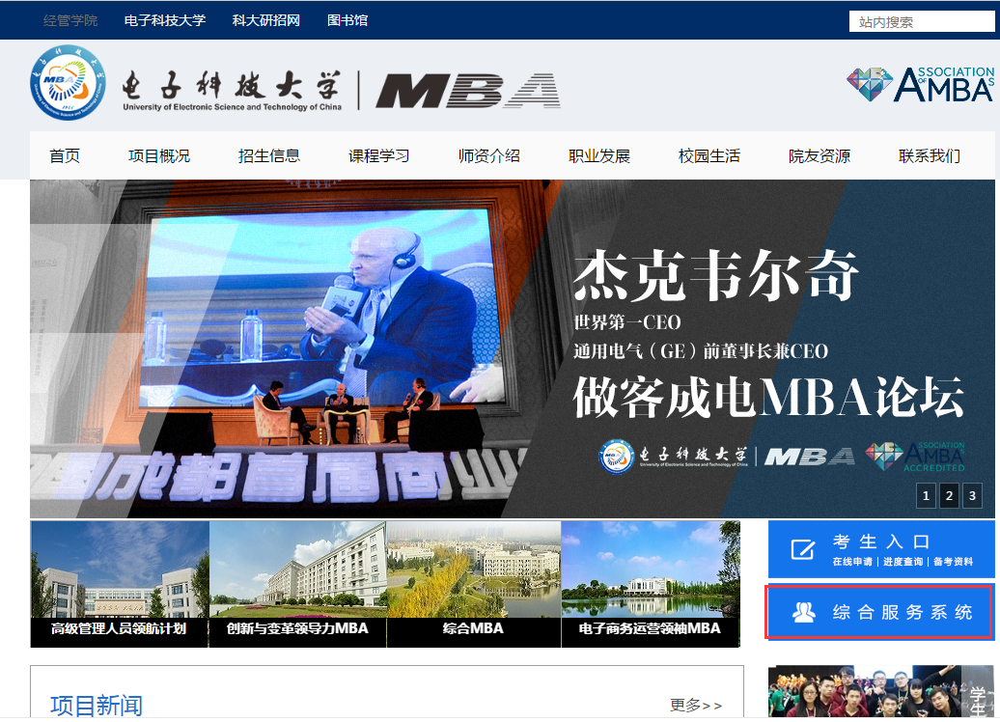 经管学院 电子科技大学 科大研招网 图书馆 站内搜索
MBA 电子科技大学 MBA ASSOCIATION OF MBAs
University of Electronic Science and Technology of China
首页 项目概况 招生信息 课程学习 师资介绍 职业发展 校园生活 院友资源 联系我们
杰克韦尔奇
世界第一CEO
通用电气（GE）前董事长兼CEO
做客成电MBA论坛
电子科技大学 MBA ASSOCIATION AMBA ACCREDITED
University of Electronic Science and Technology of China
成都首届商业
1 2 3
高级管理人员领航计划 创新与变革领导力MBA 综合MBA 电子商务运营领袖MBA
考生入口
在线申请 | 进度查询 | 备考资料
综合服务系统
项目新闻 更多>>
学生